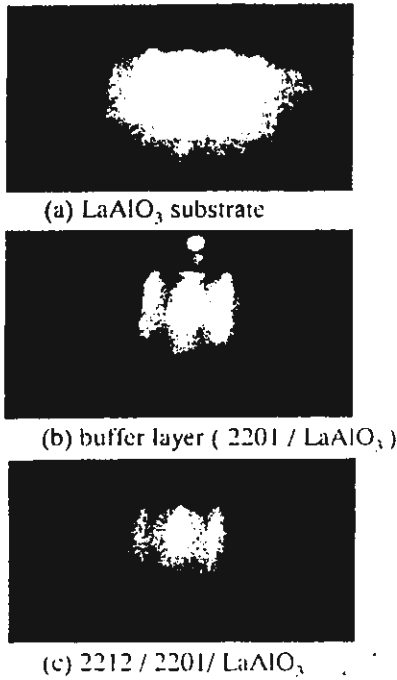 (a) LaAlO₃ substrate
(b) buffer layer ( 2201 / LaAlO₃ )
(c) 2212 / 2201/ LaAlO₃